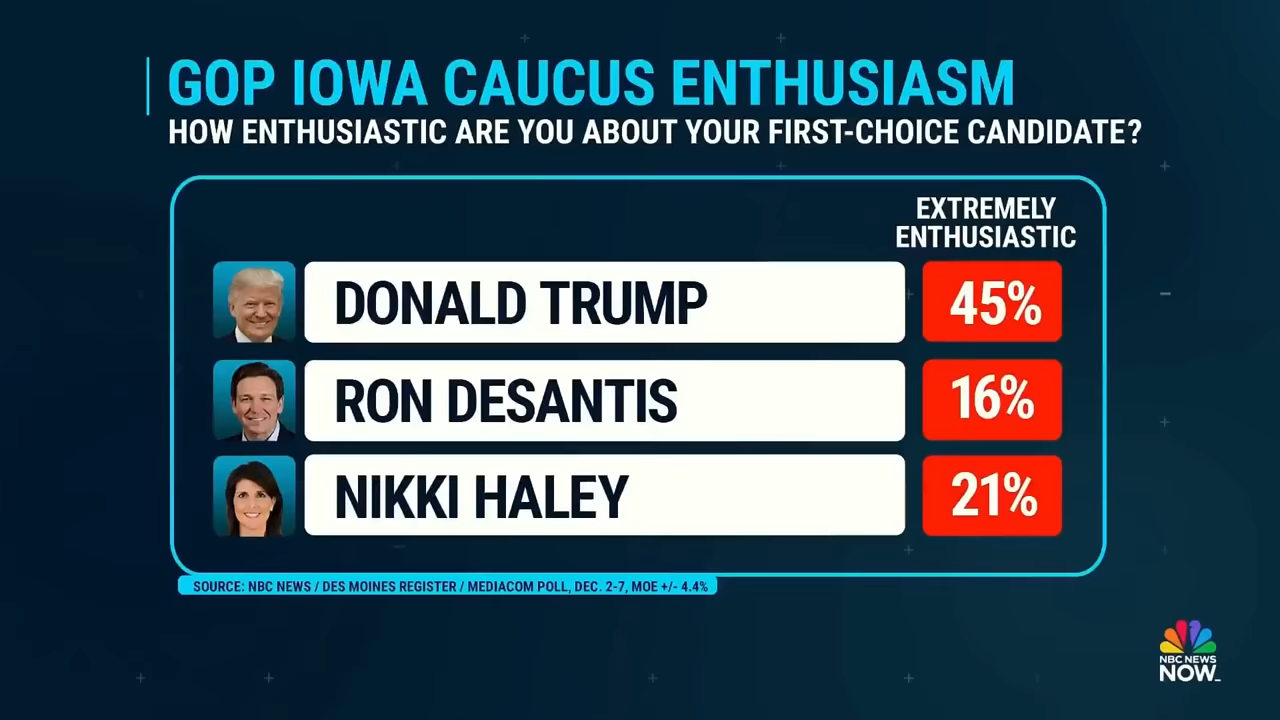 GOP IOWA CAUCUS ENTHUSIASM
HOW ENTHUSIASTIC ARE YOU ABOUT YOUR FIRST-CHOICE CANDIDATE?
EXTREMELY
ENTHUSIASTIC
DONALD TRUMP 45%
RON DESANTIS 16%
NIKKI HALEY 21%
SOURCE: NBC NEWS / DES MOINES REGISTER / MEDIACOM POLL, DEC. 2-7, MOE +/- 4.4%
NBC NEWS
NOW_